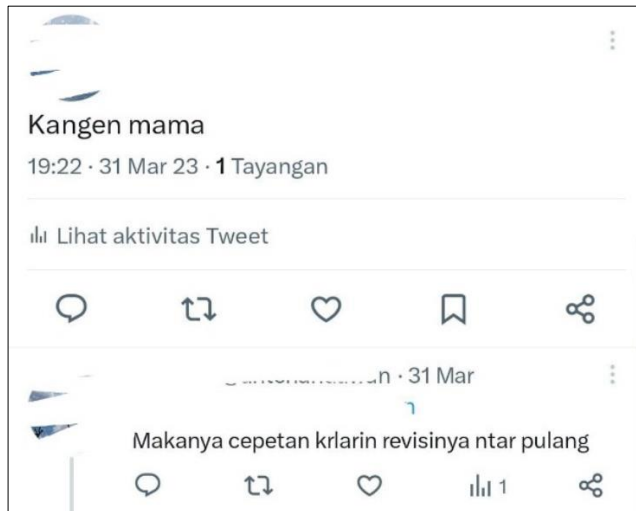 Kangen mama
19:22 · 31 Mar 23 · 1 Tayangan
Lihat aktivitas Tweet
· 31 Mar
Makanya cepetan krlarin revisinya ntar pulang
1